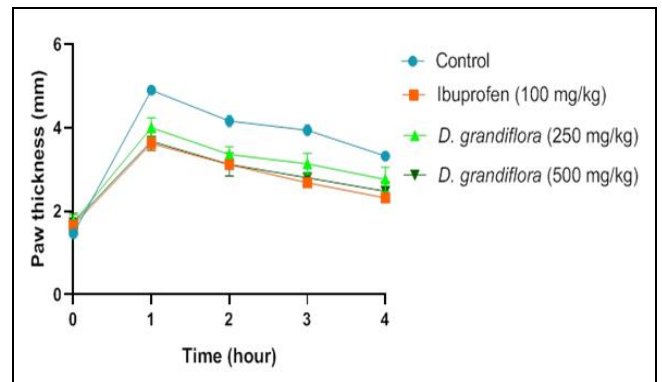 6
4
2
0
Paw thickness (mm)
0 1 2 3 4
Time (hour)
Control
Ibuprofen (100 mg/kg)
D. grandiflora (250 mg/kg)
D. grandiflora (500 mg/kg)